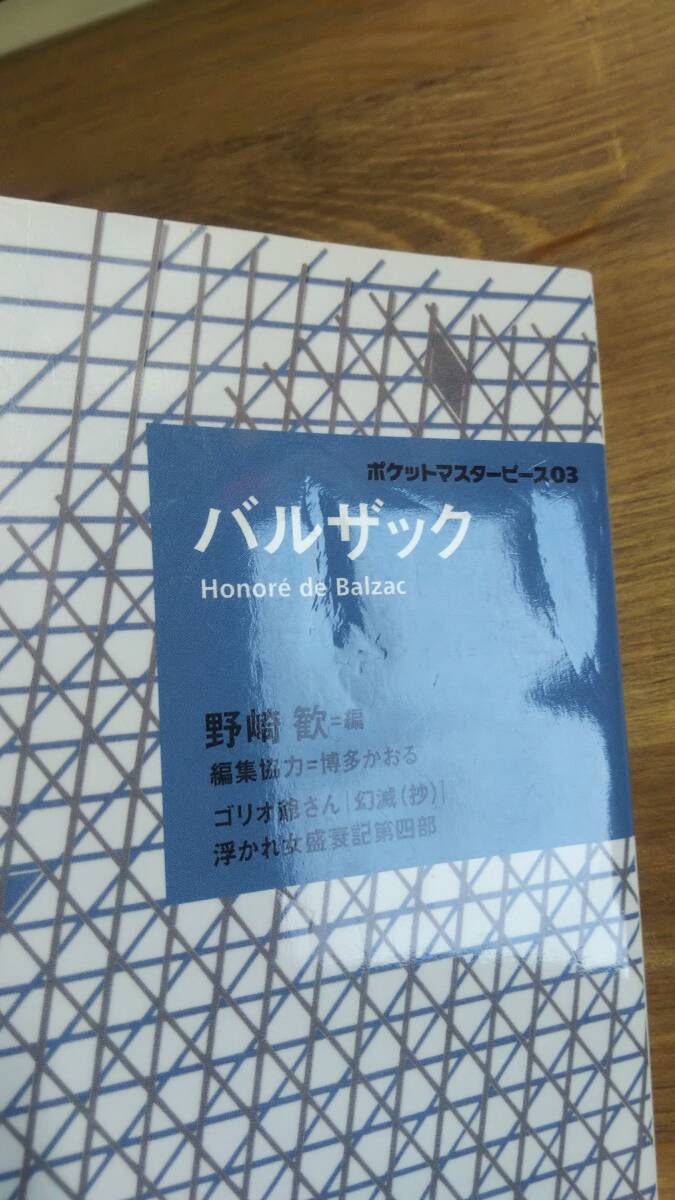 ポケットマスターピース03
バルザック
Honoré de Balzac
野崎 歓=編
編集協力=博多かおる
ゴリオ爺さん|幻滅(抄)|
浮かれ女盛衰記第四部